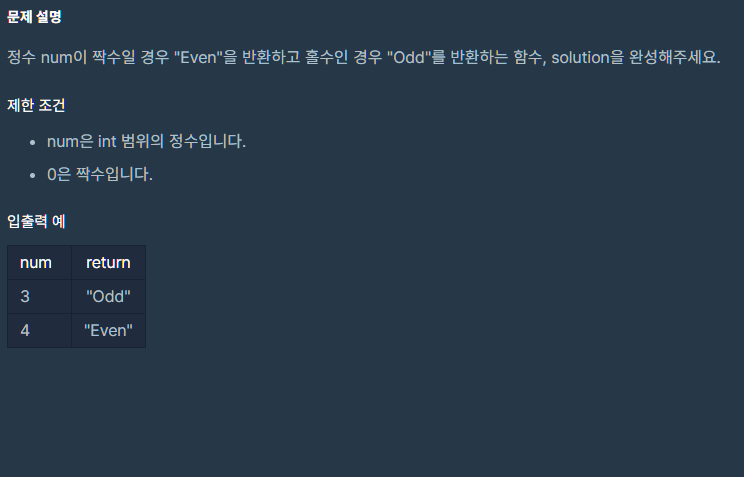 문제 설명
정수 num이 짝수일 경우 "Even"을 반환하고 홀수인 경우 "Odd"를 반환하는 함수, solution을 완성해주세요.
제한 조건
• num은 int 범위의 정수입니다.
• 0은 짝수입니다.
입출력 예
num return
3 "Odd"
4 "Even"